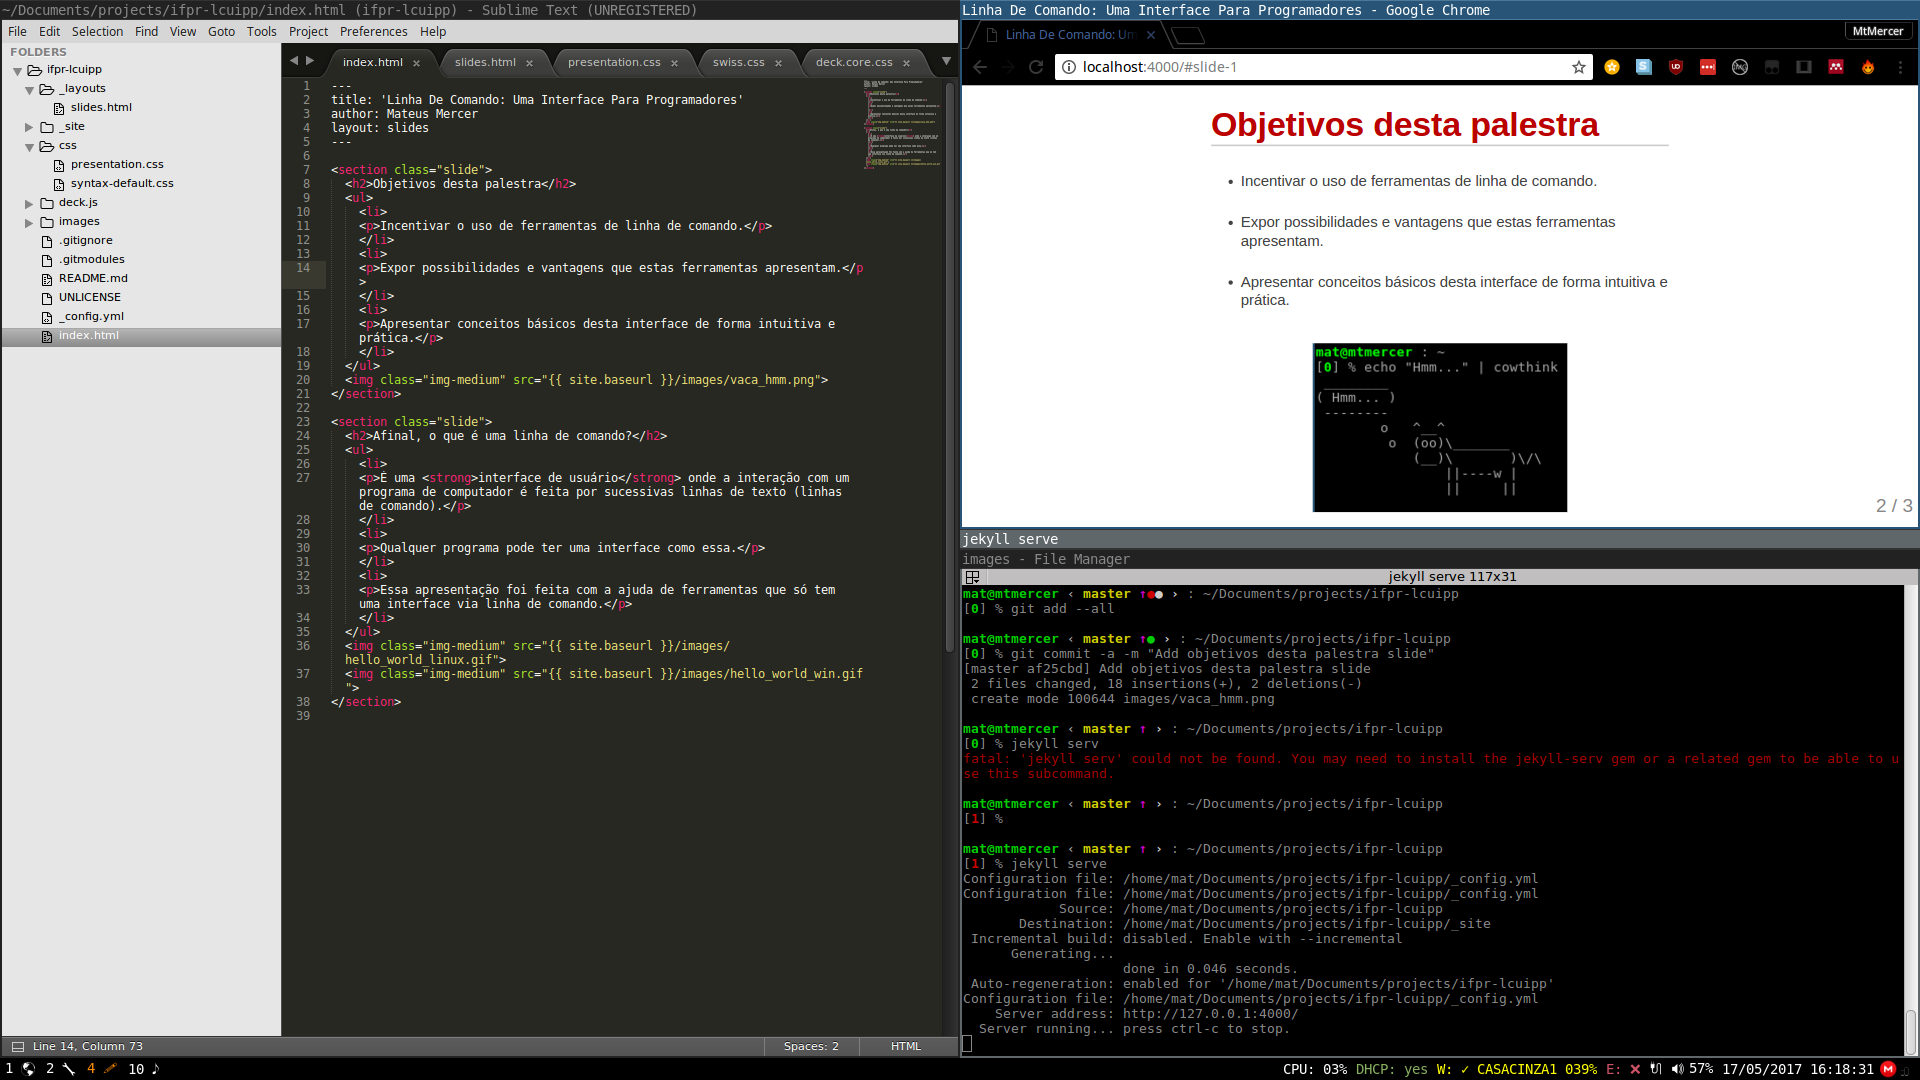 ~/Documents/projects/ifpr-lcuipp/index.html (ifpr-lcuipp) - Sublime Text (UNREGISTERED)
File Edit Selection Find View Goto Tools Project Preferences Help
FOLDERS
ifpr-lcuipp
_layouts
slides.html
_site
css
presentation.css
syntax-default.css
deck.js
images
.gitignore
.gitmodules
README.md
UNLICENSE
_config.yml
index.html
index.html × slides.html × presentation.css × swiss.css × deck.core.css ×
1 ---
2 title: 'Linha De Comando: Uma Interface Para Programadores'
3 author: Mateus Mercer
4 layout: slides
5 ---
6
7 <section class="slide">
8 <h2>Objetivos desta palestra</h2>
9 <ul>
10 <li>
11 <p>Incentivar o uso de ferramentas de linha de comando.</p>
12 </li>
13 <li>
14 <p>Expor possibilidades e vantagens que estas ferramentas apresentam.</p
>
15 </li>
16 <li>
17 <p>Apresentar conceitos básicos desta interface de forma intuitiva e
prática.</p>
18 </li>
19 </ul>
20 <img class="img-medium" src="{{ site.baseurl }}/images/vaca_hmm.png">
21 </section>
22
23 <section class="slide">
24 <h2>Afinal, o que é uma linha de comando?</h2>
25 <ul>
26 <li>
27 <p>É uma <strong>interface de usuário</strong> onde a interação com um
programa de computador é feita por sucessivas linhas de texto (linhas
de comando).</p>
28 </li>
29 <li>
30 <p>Qualquer programa pode ter uma interface como essa.</p>
31 </li>
32 <li>
33 <p>Essa apresentação foi feita com a ajuda de ferramentas que só tem
uma interface via linha de comando.</p>
34 </li>
35 </ul>
36 <img class="img-medium" src="{{ site.baseurl }}/images/
hello_world_linux.gif">
37 <img class="img-medium" src="{{ site.baseurl }}/images/hello_world_win.gif
">
38 </section>
39
Line 14, Column 73 Spaces: 2 HTML
Linha De Comando: Uma Interface Para Programadores - Google Chrome
Linha De Comando: Um × MtMercer
localhost:4000/#slide-1
Objetivos desta palestra
• Incentivar o uso de ferramentas de linha de comando.
• Expor possibilidades e vantagens que estas ferramentas
apresentam.
• Apresentar conceitos básicos desta interface de forma intuitiva e
prática.
mat@mtmercer : ~
[0] % echo "Hmm..." | cowthink
________
( Hmm... )
--------
o ^__^
o (oo)\_______
(__)\ )\/\
||----w |
|| ||
2 / 3
jekyll serve
images - File Manager
jekyll serve 117x31
mat@mtmercer ‹ master ↑●● › : ~/Documents/projects/ifpr-lcuipp
[0] % git add --all
mat@mtmercer ‹ master ↑● › : ~/Documents/projects/ifpr-lcuipp
[0] % git commit -a -m "Add objetivos desta palestra slide"
[master af25cbd] Add objetivos desta palestra slide
2 files changed, 18 insertions(+), 2 deletions(-)
create mode 100644 images/vaca_hmm.png
mat@mtmercer ‹ master ↑ › : ~/Documents/projects/ifpr-lcuipp
[0] % jekyll serv
fatal: 'jekyll serv' could not be found. You may need to install the jekyll-serv gem or a related gem to be able to u
se this subcommand.
mat@mtmercer ‹ master ↑ › : ~/Documents/projects/ifpr-lcuipp
[1] %
mat@mtmercer ‹ master ↑ › : ~/Documents/projects/ifpr-lcuipp
[1] % jekyll serve
Configuration file: /home/mat/Documents/projects/ifpr-lcuipp/_config.yml
Configuration file: /home/mat/Documents/projects/ifpr-lcuipp/_config.yml
Source: /home/mat/Documents/projects/ifpr-lcuipp
Destination: /home/mat/Documents/projects/ifpr-lcuipp/_site
Incremental build: disabled. Enable with --incremental
Generating...
done in 0.046 seconds.
Auto-regeneration: enabled for '/home/mat/Documents/projects/ifpr-lcuipp'
Configuration file: /home/mat/Documents/projects/ifpr-lcuipp/_config.yml
Server address: http://127.0.0.1:4000/
Server running... press ctrl-c to stop.
1 2 4 10 ♪ CPU: 03% DHCP: yes W: ✓ CASACINZA1 039% E: ✗ 57% 17/05/2017 16:18:31